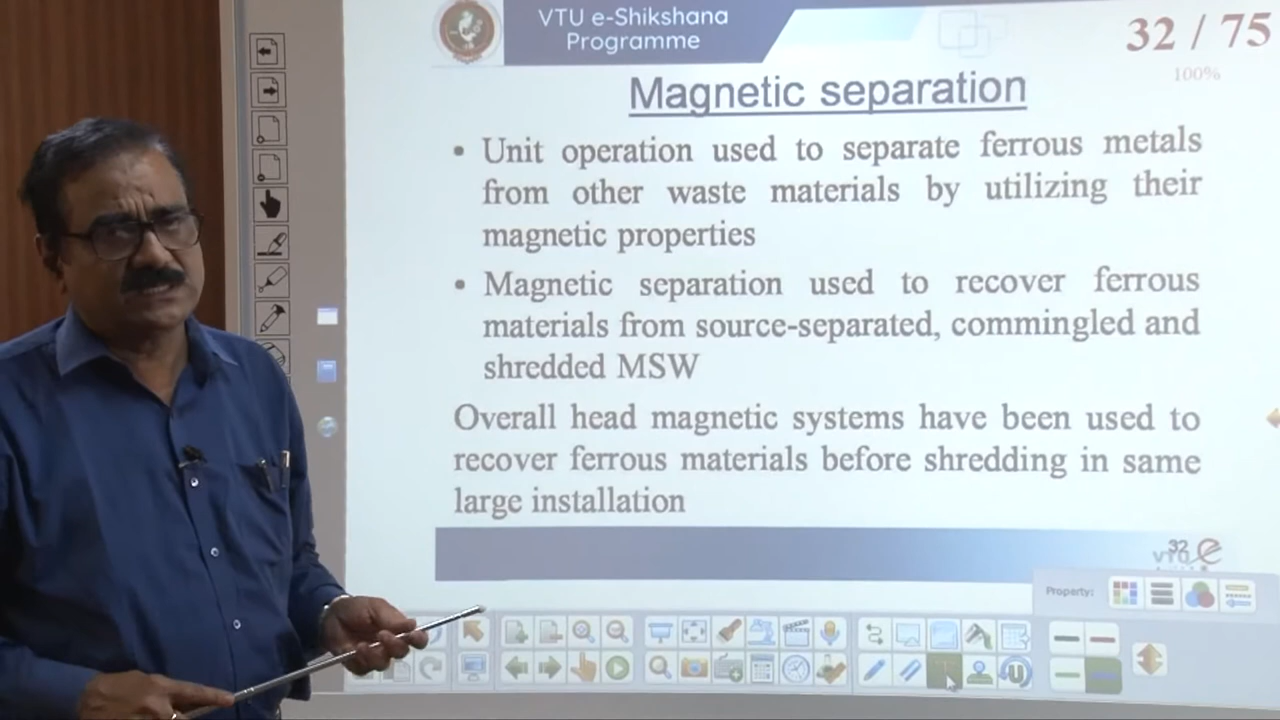 VTU e-Shikshana
Programme
32 / 75
100%
Magnetic separation
• Unit operation used to separate ferrous metals
from other waste materials by utilizing their
magnetic properties
• Magnetic separation used to recover ferrous
materials from source-separated, commingled and
shredded MSW
Overall head magnetic systems have been used to
recover ferrous materials before shredding in same
large installation
32
VTU e
Property: